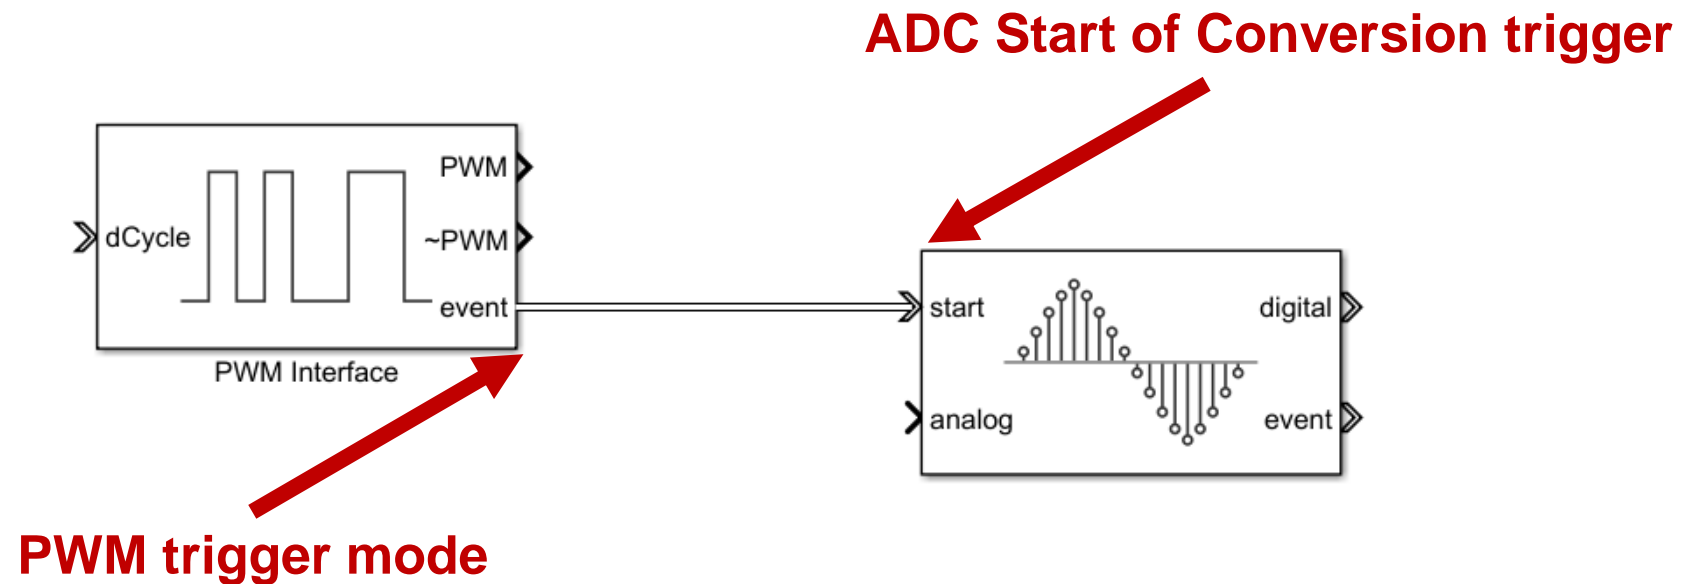 ADC Start of Conversion trigger
PWM
dCycle
~PWM
event
PWM Interface
start
digital
analog
event
PWM trigger mode